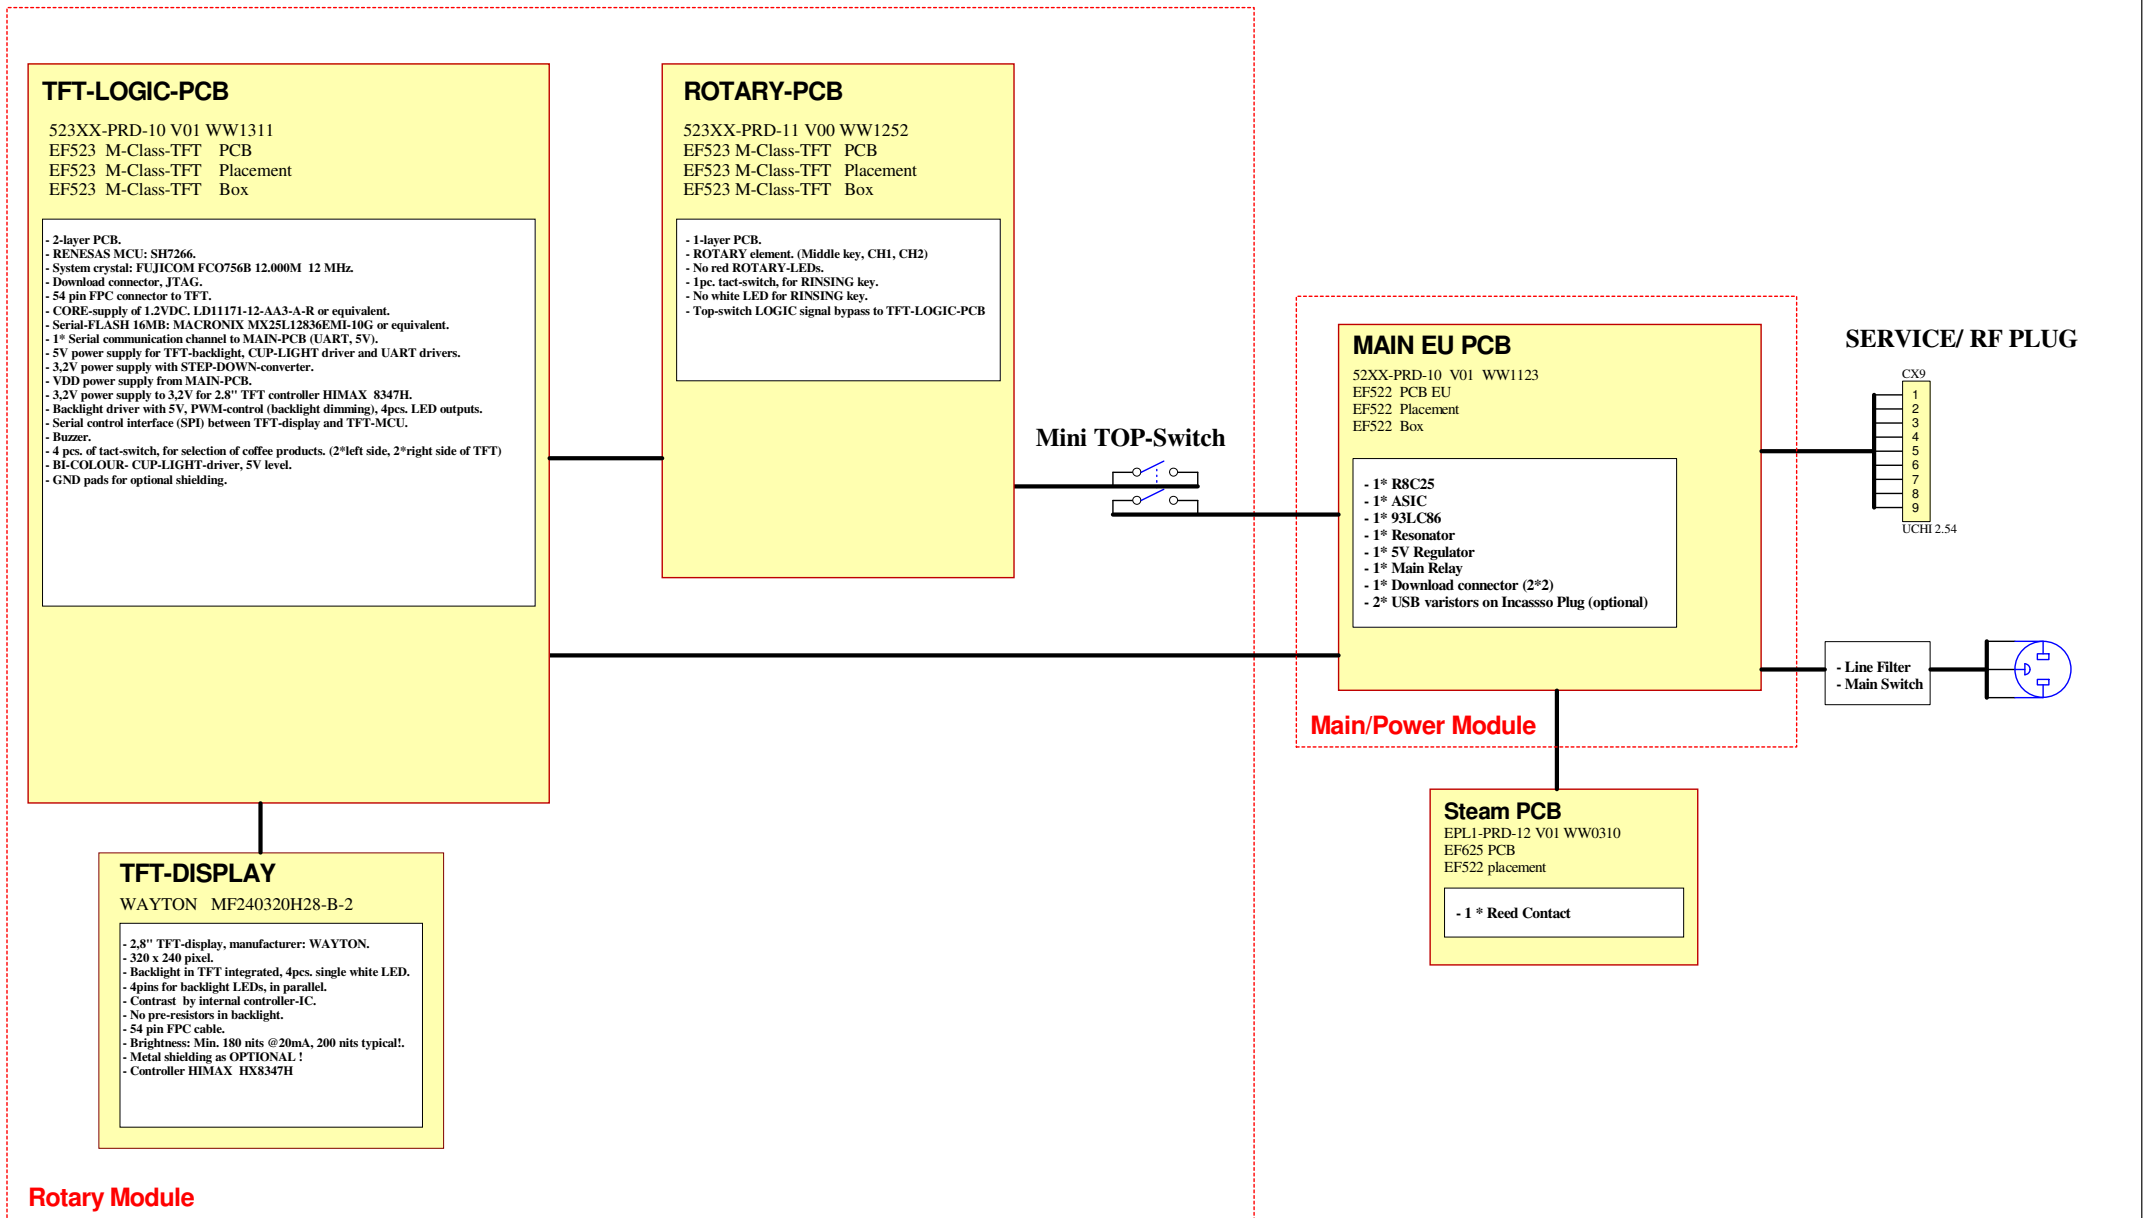 TFT-LOGIC-PCB
523XX-PRD-10 V01 WW1311
EF523 M-Class-TFT PCB
EF523 M-Class-TFT Placement
EF523 M-Class-TFT Box
- 2-layer PCB.
- RENESAS MCU: SH7266.
- System crystal: FUJICOM FCO756B 12.000M 12 MHz.
- Download connector, JTAG.
- 54 pin FPC connector to TFT.
- CORE-supply of 1.2VDC. LD11171-12-AA3-A-R or equivalent.
- Serial-FLASH 16MB: MACRONIX MX25L12836EMI-10G or equivalent.
- 1* Serial communication channel to MAIN-PCB (UART, 5V).
- 5V power supply for TFT-backlight, CUP-LIGHT driver and UART drivers.
- 3,2V power supply with STEP-DOWN-converter.
- VDD power supply from MAIN-PCB.
- 3,2V power supply to 3,2V for 2.8" TFT controller HIMAX 8347H.
- Backlight driver with 5V, PWM-control (backlight dimming), 4pcs. LED outputs.
- Serial control interface (SPI) between TFT-display and TFT-MCU.
- Buzzer.
- 4 pcs. of tact-switch, for selection of coffee products. (2*left side, 2*right side of TFT)
- BI-COLOUR- CUP-LIGHT-driver, 5V level.
- GND pads for optional shielding.
ROTARY-PCB
523XX-PRD-11 V00 WW1252
EF523 M-Class-TFT PCB
EF523 M-Class-TFT Placement
EF523 M-Class-TFT Box
- 1-layer PCB.
- ROTARY element. (Middle key, CH1, CH2)
- No red ROTARY-LEDs.
- 1pc. tact-switch, for RINSING key.
- No white LED for RINSING key.
- Top-switch LOGIC signal bypass to TFT-LOGIC-PCB
Mini TOP-Switch
MAIN EU PCB
52XX-PRD-10 V01 WW1123
EF522 PCB EU
EF522 Placement
EF522 Box
- 1* R8C25
- 1* ASIC
- 1* 93LC86
- 1* Resonator
- 1* 5V Regulator
- 1* Main Relay
- 1* Download connector (2*2)
- 2* USB varistors on Incassso Plug (optional)
Main/Power Module
SERVICE/ RF PLUG
CX9
1
2
3
4
5
6
7
8
9
UCHI 2.54
- Line Filter
- Main Switch
Steam PCB
EPL1-PRD-12 V01 WW0310
EF625 PCB
EF522 placement
- 1 * Reed Contact
TFT-DISPLAY
WAYTON MF240320H28-B-2
- 2,8" TFT-display, manufacturer: WAYTON.
- 320 x 240 pixel.
- Backlight in TFT integrated, 4pcs. single white LED.
- 4pins for backlight LEDs, in parallel.
- Contrast by internal controller-IC.
- No pre-resistors in backlight.
- 54 pin FPC cable.
- Brightness: Min. 180 nits @20mA, 200 nits typical!.
- Metal shielding as OPTIONAL !
- Controller HIMAX HX8347H
Rotary Module